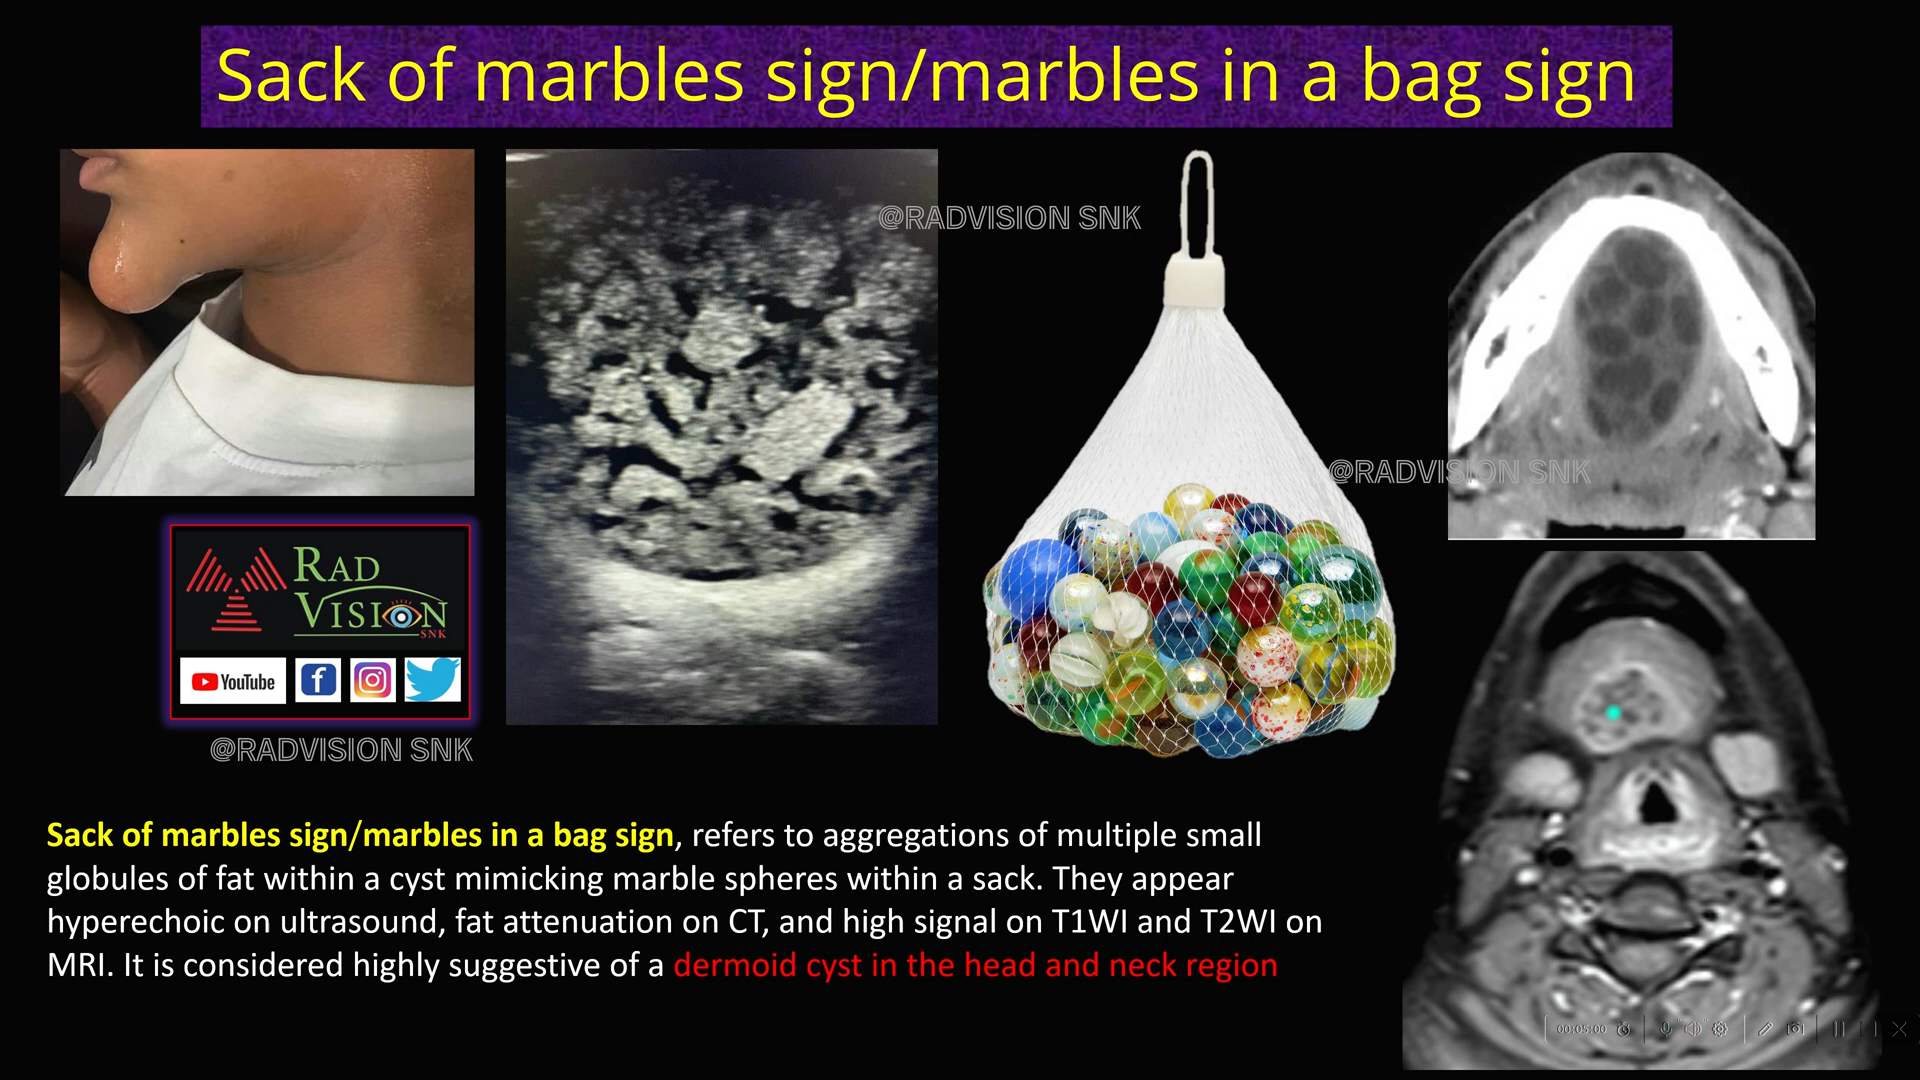 Sack of marbles sign/marbles in a bag sign
@RADVISION SNK
@RADVISION SNK
RAD
VISION
SNK
YouTube
@RADVISION SNK
Sack of marbles sign/marbles in a bag sign, refers to aggregations of multiple small
globules of fat within a cyst mimicking marble spheres within a sack. They appear
hyperechoic on ultrasound, fat attenuation on CT, and high signal on T1WI and T2WI on
MRI. It is considered highly suggestive of a dermoid cyst in the head and neck region
00:05:00